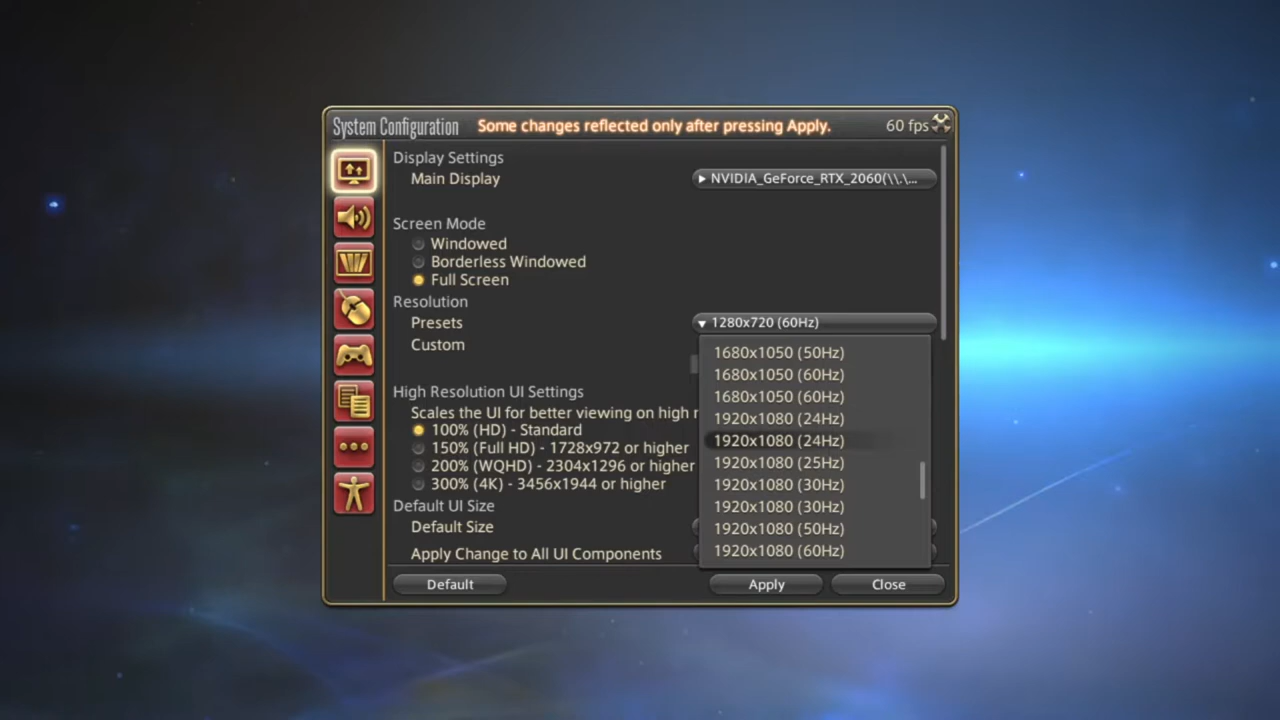 System Configuration Some changes reflected only after pressing Apply. 60 fps
Display Settings
Main Display NVIDIA_GeForce_RTX_2060(\\.\...
Screen Mode
Windowed
Borderless Windowed
Full Screen
Resolution
Presets 1280x720 (60Hz)
Custom
1680x1050 (50Hz)
1680x1050 (60Hz)
1680x1050 (60Hz)
1920x1080 (24Hz)
1920x1080 (24Hz)
1920x1080 (25Hz)
1920x1080 (30Hz)
1920x1080 (30Hz)
1920x1080 (50Hz)
1920x1080 (60Hz)
High Resolution UI Settings
Scales the UI for better viewing on high r
100% (HD) - Standard
150% (Full HD) - 1728x972 or higher
200% (WQHD) - 2304x1296 or higher
300% (4K) - 3456x1944 or higher
Default UI Size
Default Size
Apply Change to All UI Components
Default Apply Close